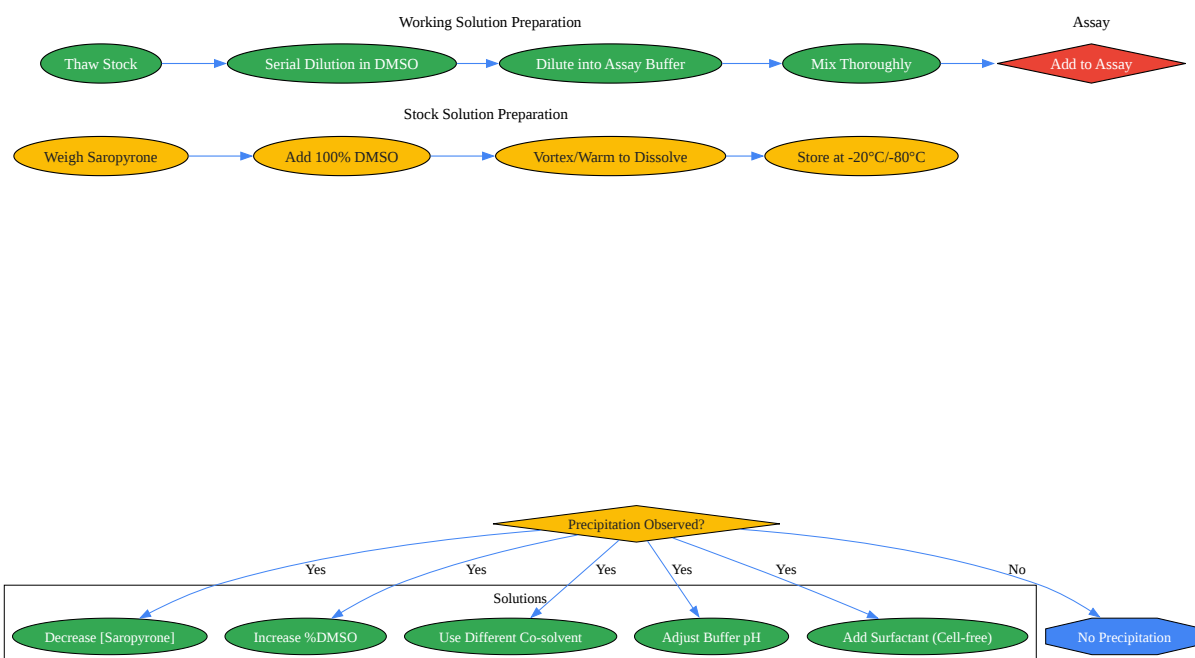 Working Solution Preparation
Assay
Thaw Stock
Serial Dilution in DMSO
Dilute into Assay Buffer
Mix Thoroughly
Add to Assay
Stock Solution Preparation
Weigh Saropyrone
Add 100% DMSO
Vortex/Warm to Dissolve
Store at -20°C/-80°C
Precipitation Observed?
Yes
Yes
Yes
Yes
Yes
No
Solutions
Decrease [Saropyrone]
Increase %DMSO
Use Different Co-solvent
Adjust Buffer pH
Add Surfactant (Cell-free)
No Precipitation